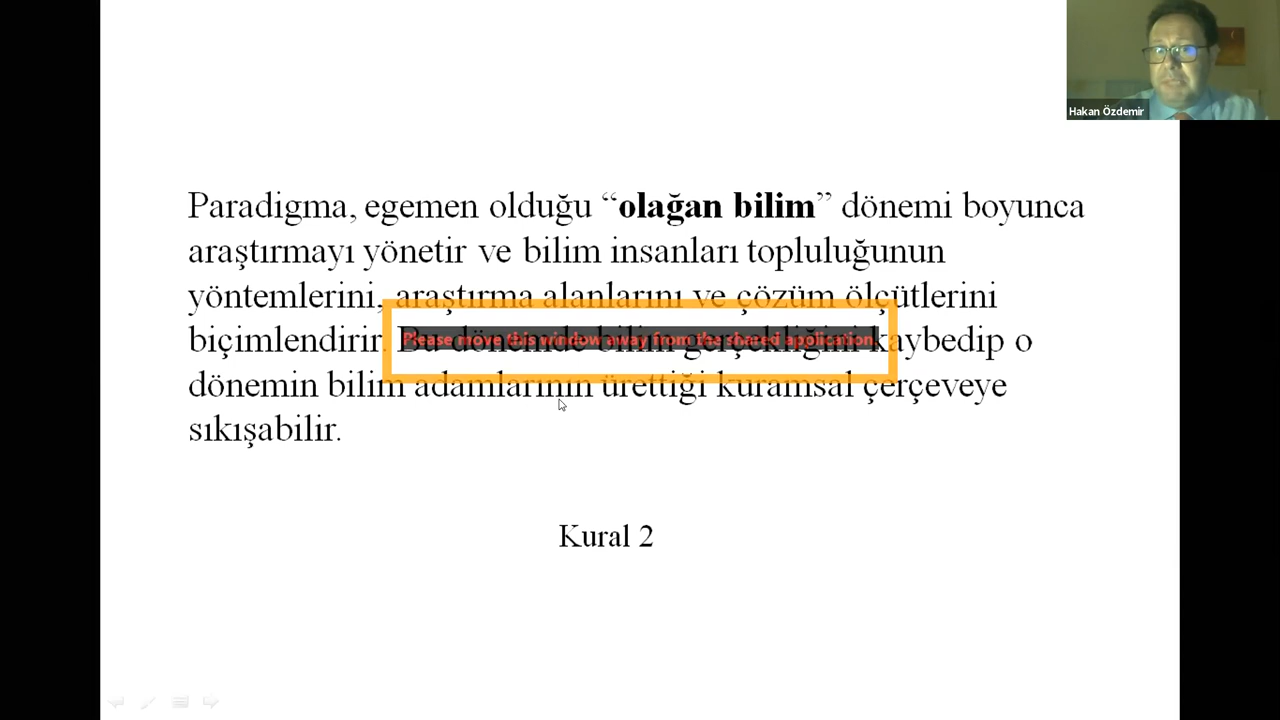 Hakan Özdemir
Paradigma, egemen olduğu “olağan bilim” dönemi boyunca
araştırmayı yönetir ve bilim insanları topluluğunun
yöntemlerini, araştırma alanlarını ve çözüm ölçütlerini
biçimlendirir. Bu dönemde bilim gerçekliğini kaybedip o
Please move this window away from the shared application
dönemin bilim adamlarının ürettiği kuramsal çerçeveye
sıkışabilir.
Kural 2